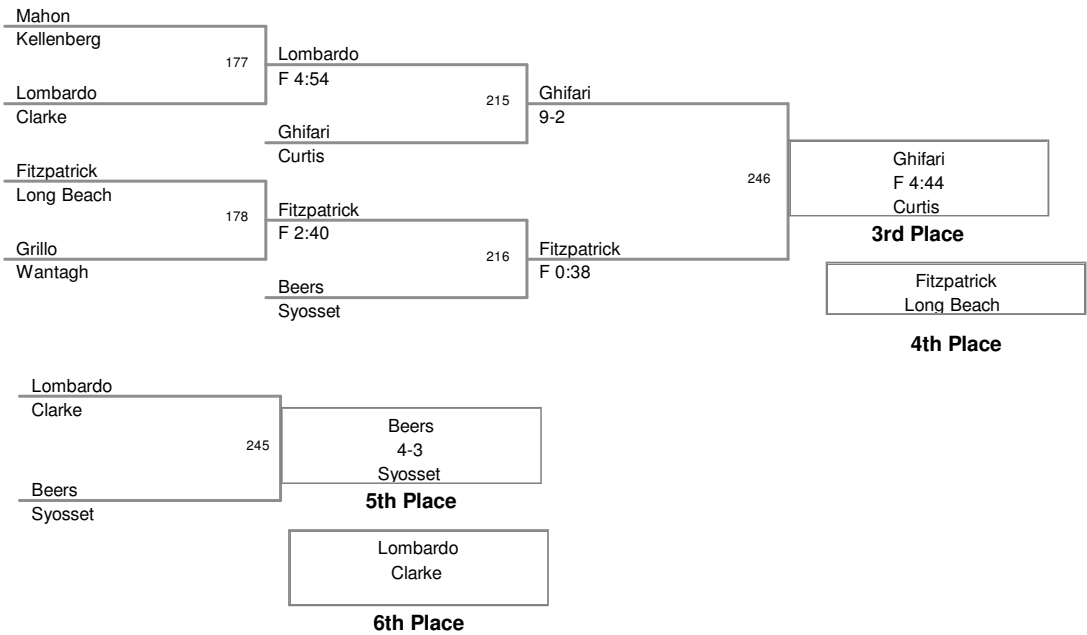 Mahon
Kellenberg
177
Lombardo
F 4:54
Lombardo
Clarke
215
Ghifari
9-2
Ghifari
Curtis
Fitzpatrick
Long Beach
246
Ghifari
F 4:44
Curtis
3rd Place
178
Fitzpatrick
F 2:40
Grillo
Wantagh
216
Fitzpatrick
F 0:38
Beers
Syosset
Fitzpatrick
Long Beach
4th Place
Lombardo
Clarke
245
Beers
4-3
Syosset
5th Place
Beers
Syosset
Lombardo
Clarke
6th Place